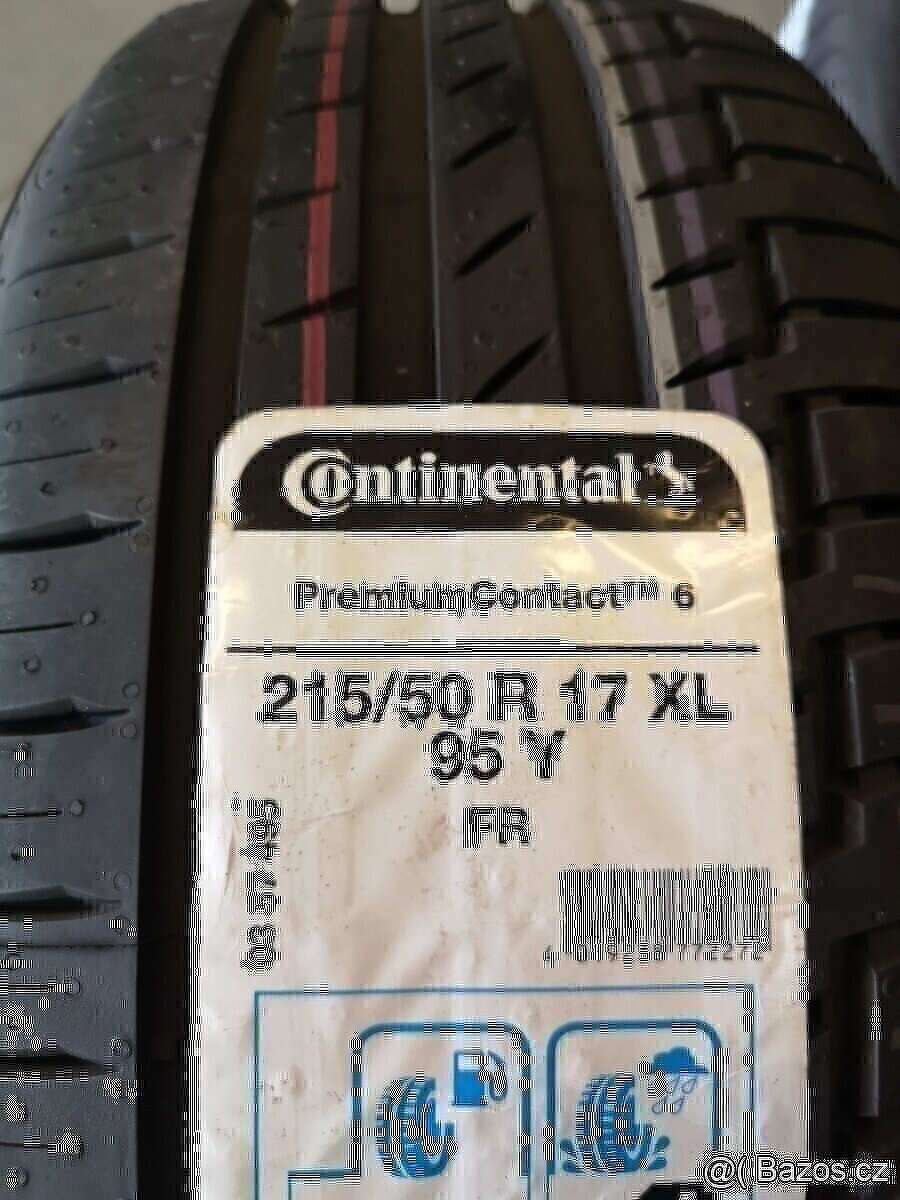 Continental
PremiumContact™ 6
215/50 R 17 XL
95 Y
FR
@( Bazos.cz